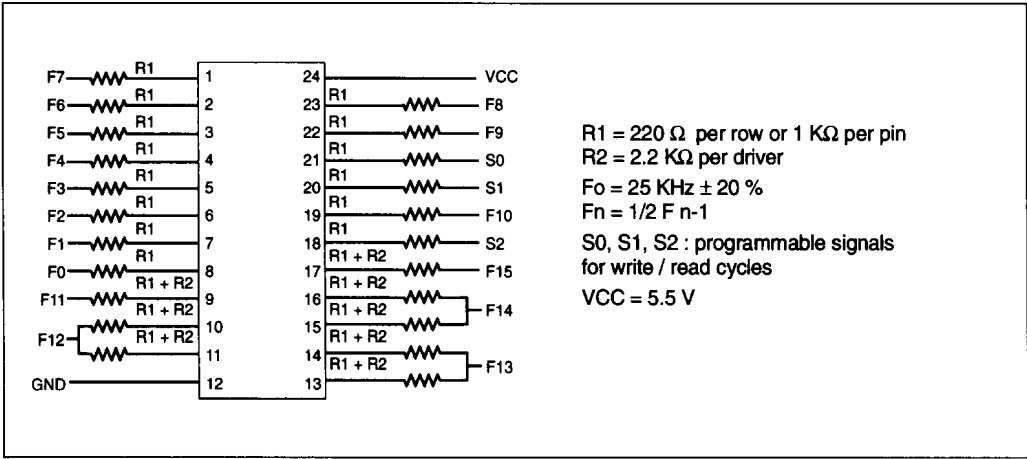 F7 R1 1 24 VCC
F6 R1 2 23 R1 F8
F5 R1 3 22 R1 F9
F4 R1 4 21 R1 S0
F3 R1 5 20 R1 S1
F2 R1 6 19 R1 F10
F1 R1 7 18 R1 S2
F0 R1 8 17 R1 + R2 F15
F11 R1 + R2 9 16 R1 + R2 F14
F12 R1 + R2 10 15 R1 + R2
R1 + R2 11 14 R1 + R2 F13
GND 12 13 R1 + R2
R1 = 220 Ω per row or 1 KΩ per pin
R2 = 2.2 KΩ per driver
Fo = 25 KHz ± 20 %
Fn = 1/2 F n-1
S0, S1, S2 : programmable signals
for write / read cycles
VCC = 5.5 V